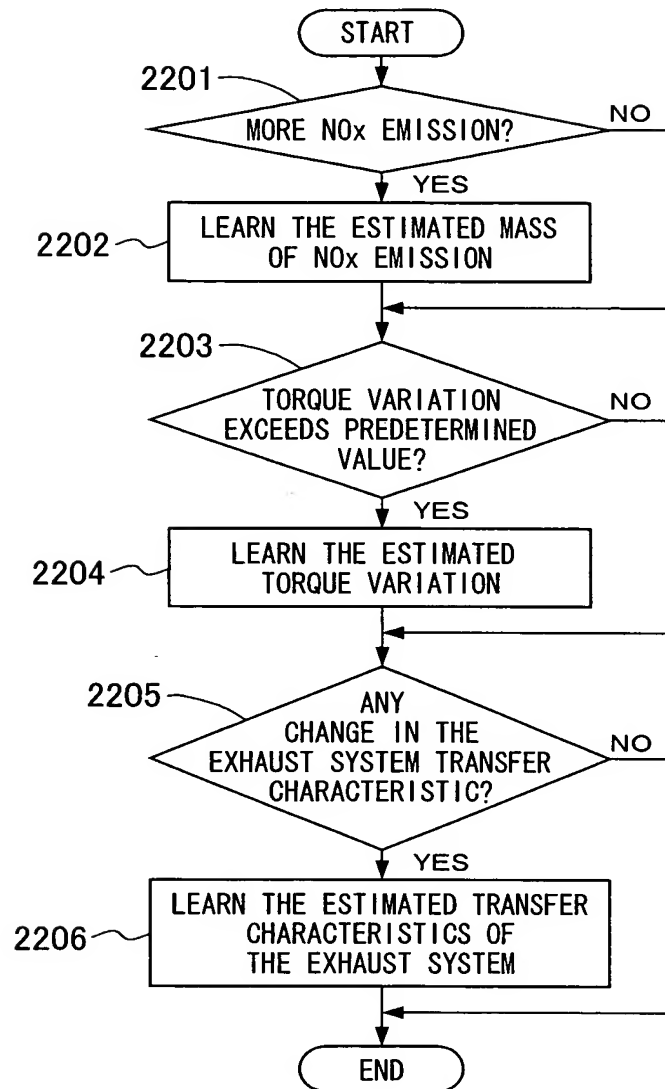 START
2201
MORE NOx EMISSION?
NO
YES
2202
LEARN THE ESTIMATED MASS
OF NOx EMISSION
2203
TORQUE VARIATION
EXCEEDS PREDETERMINED
VALUE?
NO
YES
2204
LEARN THE ESTIMATED
TORQUE VARIATION
2205
ANY
CHANGE IN THE
EXHAUST SYSTEM TRANSFER
CHARACTERISTIC?
NO
YES
2206
LEARN THE ESTIMATED TRANSFER
CHARACTERISTICS OF
THE EXHAUST SYSTEM
END